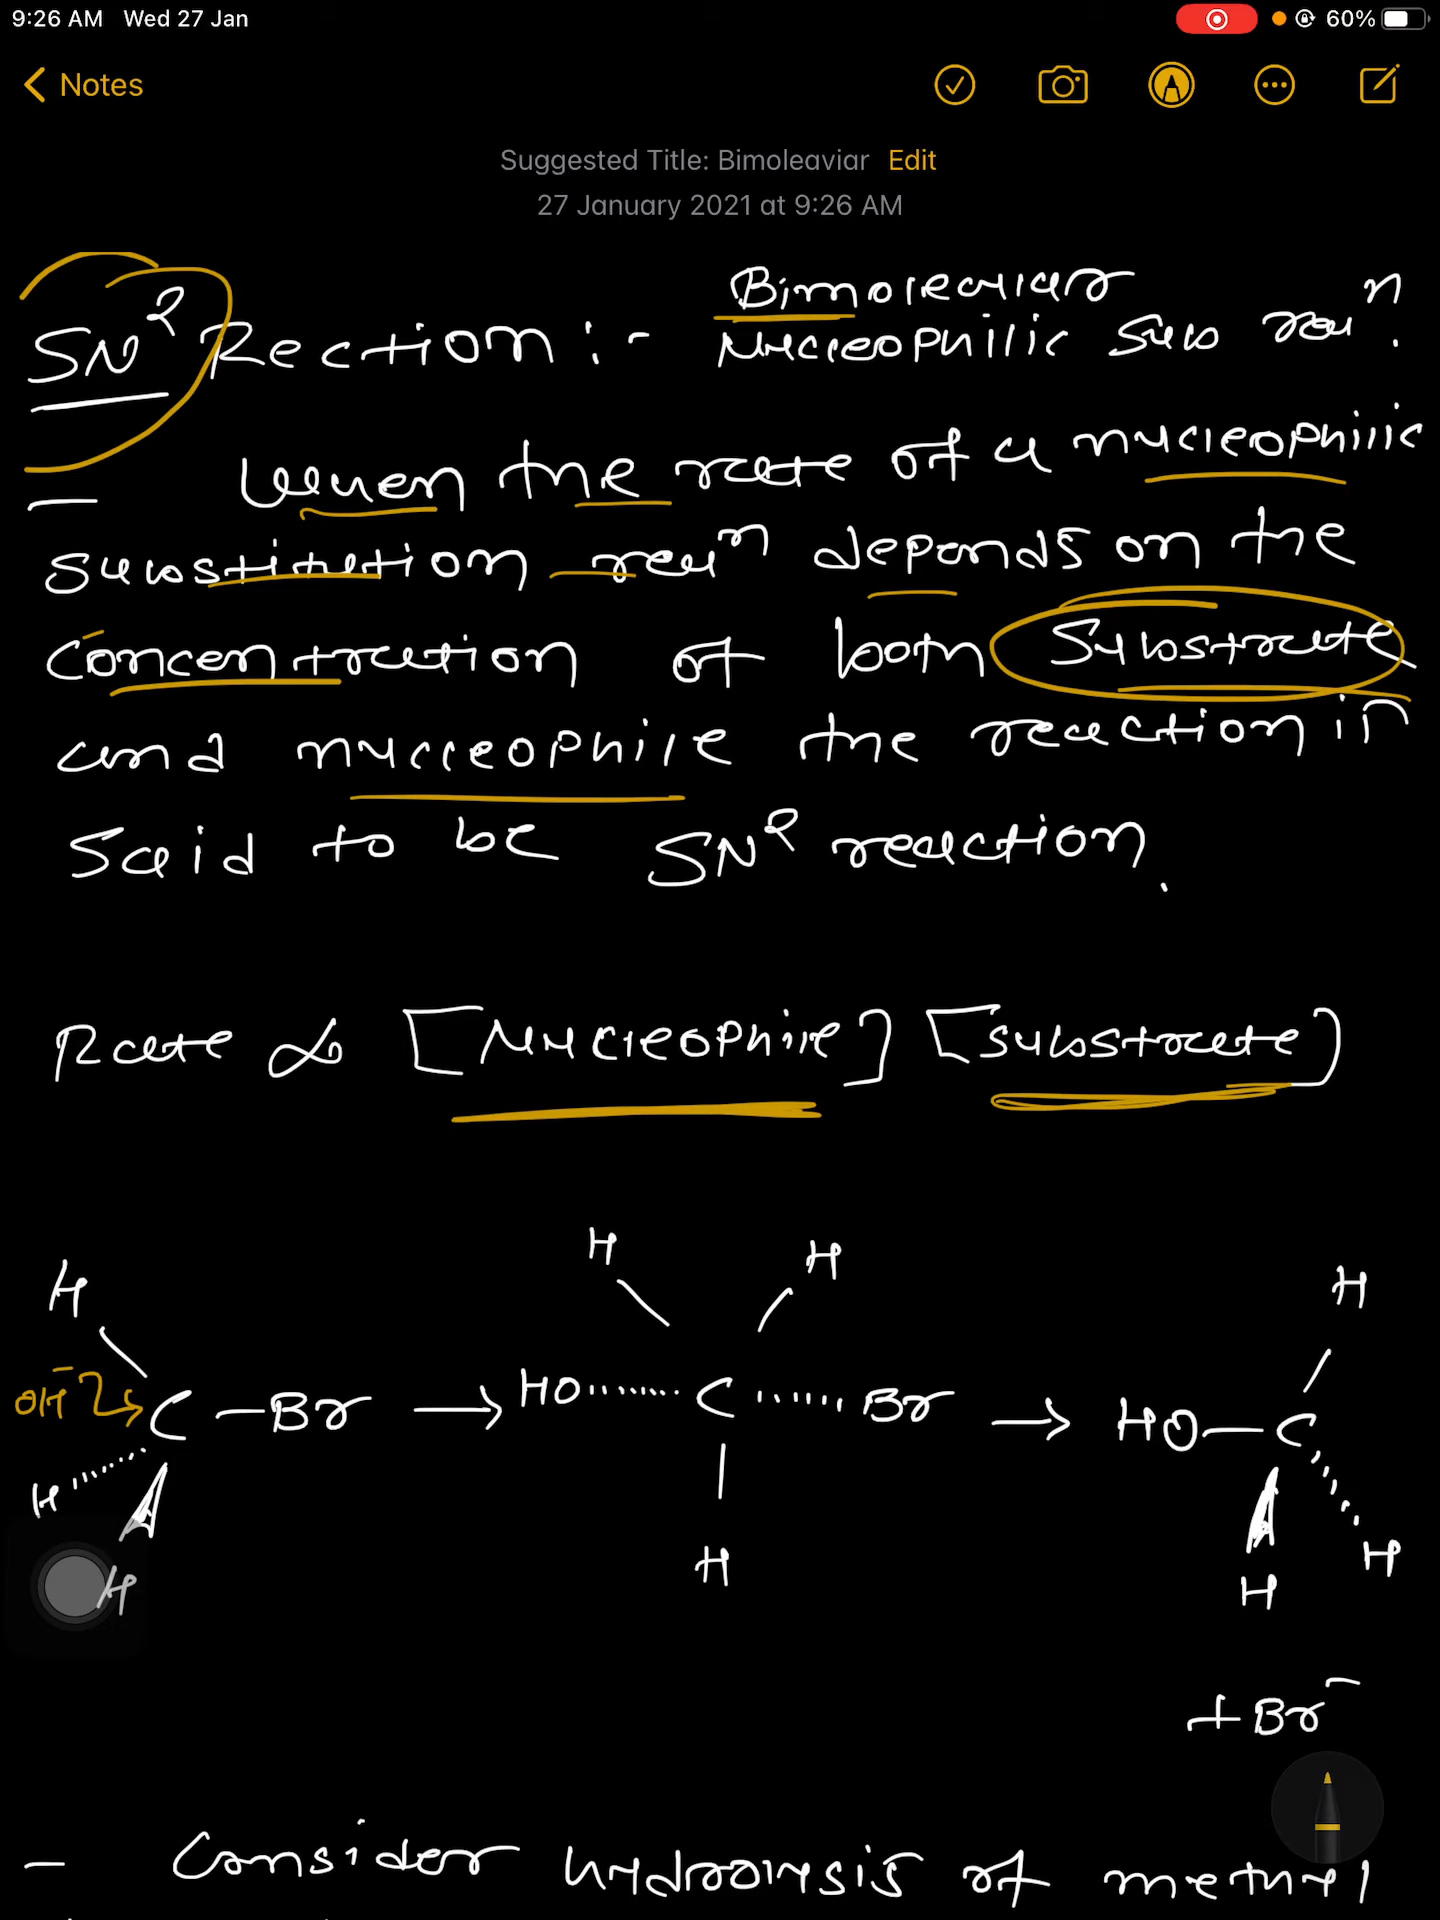 9:26 AM Wed 27 Jan
60%
Notes
Suggested Title: Bimoleaviar Edit
27 January 2021 at 9:26 AM
Bimolecular
SN² Rection :- Nucleophilic Sub reaⁿ.
- When the rate of a nucleophilic
substitution reaⁿ depends on the
concentration of both Substrate
and nucleophile the reaction is
said to be SN² reaction.
Rate ∝ [Nucleophile] [substrate]
H H H H
OH⁻ C - Br → HO C Br → HO - C
H H H H H
+ Br⁻
- Consider hydrolysis of methyl